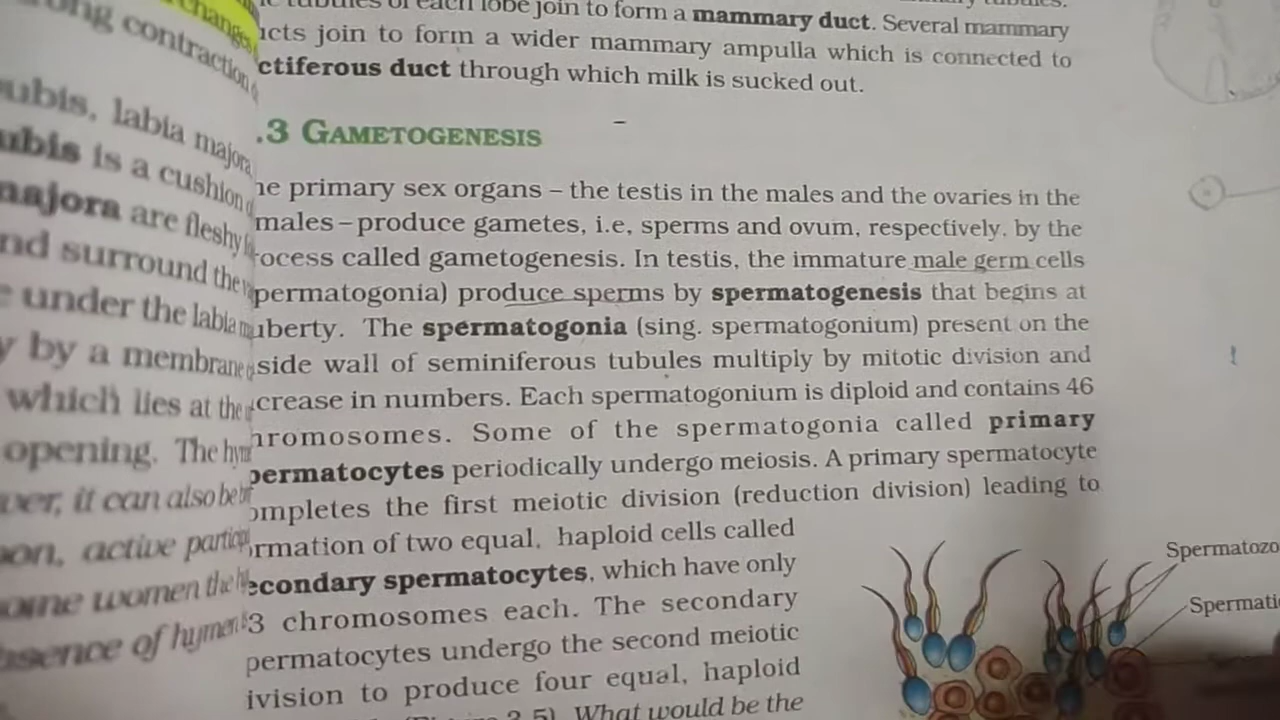 changes
ong contraction
ubis, labia majora
ubis is a cushion
majora are fleshy
nd surround the
under the labia
y by a membrane
which lies at the
opening. The
ver, it can also be
on, active
ome women the
bsence of hymen
tubules of each lobe join to form a mammary duct. Several mammary
ucts join to form a wider mammary ampulla which is connected to
ctiferous duct through which milk is sucked out.
.3 GAMETOGENESIS
he primary sex organs – the testis in the males and the ovaries in the
males – produce gametes, i.e, sperms and ovum, respectively, by the
rocess called gametogenesis. In testis, the immature male germ cells
permatogonia) produce sperms by spermatogenesis that begins at
uberty. The spermatogonia (sing. spermatogonium) present on the
side wall of seminiferous tubules multiply by mitotic division and
crease in numbers. Each spermatogonium is diploid and contains 46
hromosomes. Some of the spermatogonia called primary
permatocytes periodically undergo meiosis. A primary spermatocyte
ompletes the first meiotic division (reduction division) leading to
ormation of two equal, haploid cells called
econdary spermatocytes, which have only
3 chromosomes each. The secondary
permatocytes undergo the second meiotic
ivision to produce four equal, haploid
What would be the
Spermatozo
Spermati